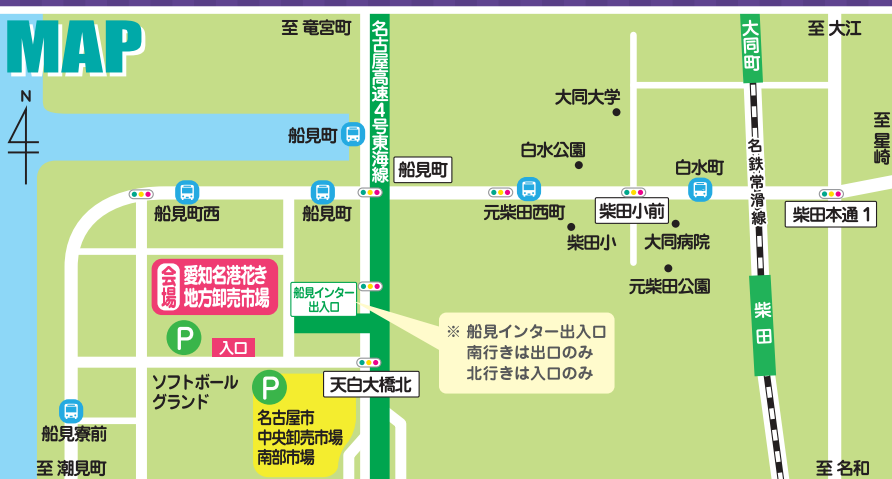 MAP
N
至 竜宮町
名古屋高速4号東海線
大同町
至 大江
至 星崎
大同大学
船見町
白水公園
名鉄常滑線
船見町
白水町
船見町西
船見町
元柴田西町
柴田小前
柴田本通1
柴田小
大同病院
元柴田公園
会場
愛知名港花き
地方卸売市場
船見インター
出入口
柴田
※ 船見インター出入口
南行きは出口のみ
北行きは入口のみ
P
入口
ソフトボール
グランド
P
天白大橋北
名古屋市
中央卸売市場
南部市場
船見寮前
至 潮見町
至 名和